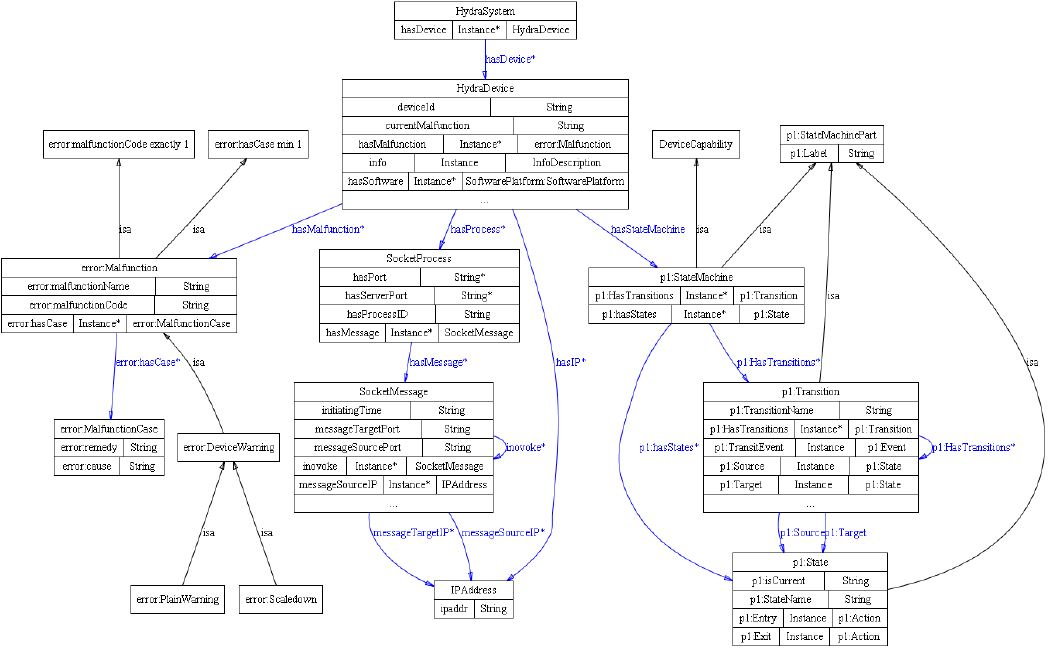 HydraSystem
hasDevice Instance* HydraDevice
hasDevice*
HydraDevice
deviceId String
currentMalfunction String
hasMalfunction Instance* error:Malfunction
info Instance InfoDescription
hasSoftware Instance* SoftwarePlatform:SoftwarePlatform
...
error:malfunctionCode exactly 1
error:hasCase min 1
DeviceCapability
p1:StateMachinePart
p1:Label String
isa
isa
hasMalfunction*
hasProcess*
hasStateMachine
isa
isa
error:Malfunction
error:malfunctionName String
error:malfunctionCode String
error:hasCase Instance* error:MalfunctionCase
SocketProcess
hasPort String*
hasServerPort String*
hasProcessID String
hasMessage Instance* SocketMessage
p1:StateMachine
p1:HasTransitions Instance* p1:Transition
p1:hasStates Instance* p1:State
isa
error:hasCase*
isa
hasMessage*
hasIP*
p1:HasTransitions*
isa
error:MalfunctionCase
error:remedy String
error:cause String
error:DeviceWarning
SocketMessage
initiatingTime String
messageTargetPort String
messageSourcePort String
inovoke Instance* SocketMessage
messageSourceIP Instance* IPAddress
...
inovoke*
p1:hasStates*
p1:Transition
p1:TransitionName String
p1:HasTransitions Instance* p1:Transition
p1:TransitEvent Instance p1:Event
p1:Source Instance p1:State
p1:Target Instance p1:State
...
p1:HasTransitions*
isa
isa
messageTargetIP*
messageSourceIP*
p1:Source
p1:Target
error:PlainWarning
error:Scaledown
IPAddress
ipaddr String
p1:State
p1:isCurrent String
p1:StateName String
p1:Entry Instance p1:Action
p1:Exit Instance p1:Action